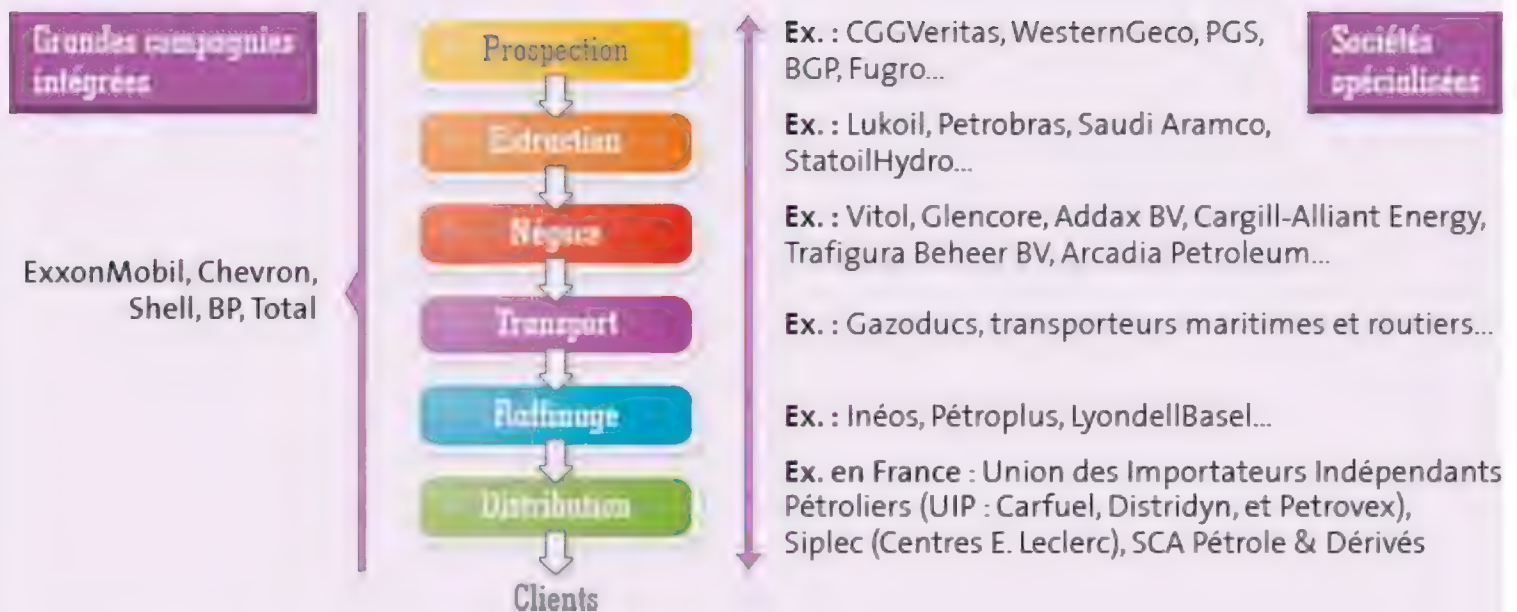 Grandes compagnies
intégrées
ExxonMobil, Chevron,
Shell, BP, Total
Prospection
Extraction
Négoce
Transport
Raffinage
Distribution
Clients
Ex. : CGGVeritas, WesternGeco, PGS,
BGP, Fugro...
Ex. : Lukoil, Petrobras, Saudi Aramco,
StatoilHydro...
Ex. : Vitol, Glencore, Addax BV, Cargill-Alliant Energy,
Trafigura Beheer BV, Arcadia Petroleum...
Ex. : Gazoducs, transporteurs maritimes et routiers...
Ex. : Inéos, Pétroplus, LyondellBasel...
Ex. en France : Union des Importateurs Indépendants
Pétroliers (UIP : Carfuel, Distridyn, et Petrovex),
Siplec (Centres E. Leclerc), SCA Pétrole & Dérivés
Sociétés
spécialisées